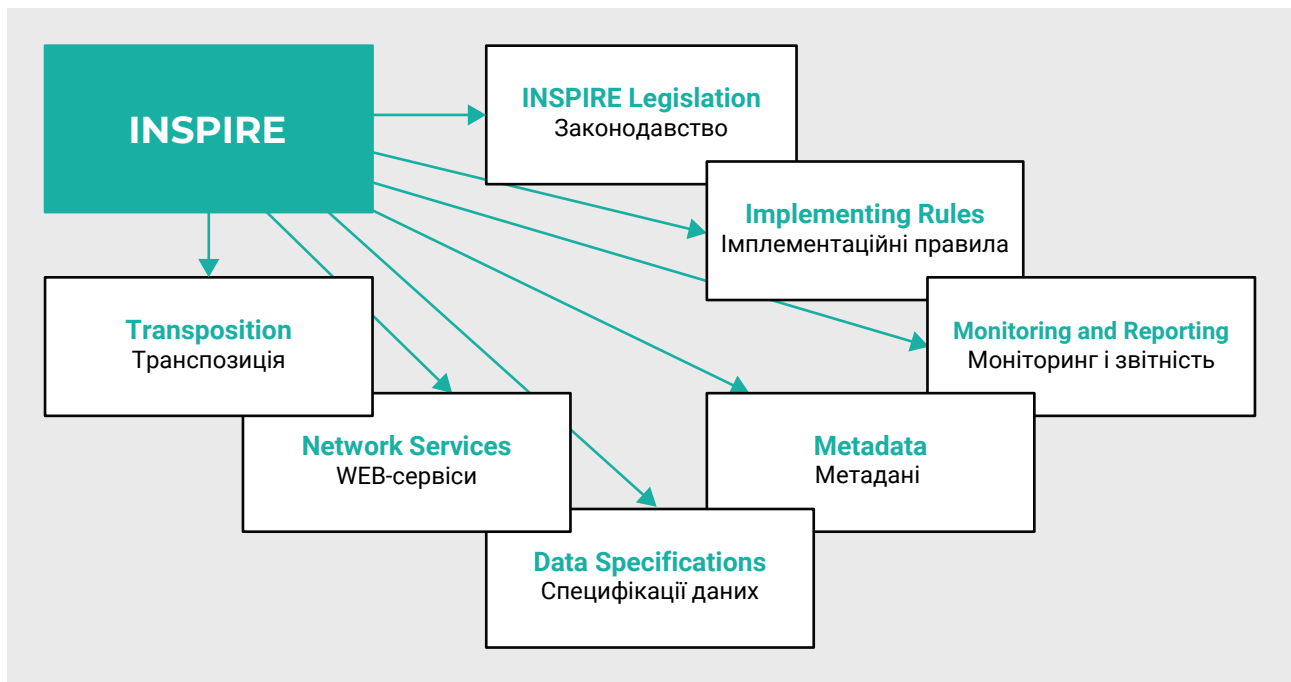 INSPIRE
INSPIRE Legislation
Законодавство
Implementing Rules
Імплементаційні правила
Monitoring and Reporting
Моніторинг і звітність
Transposition
Транспозиція
Network Services
WEB-сервіси
Metadata
Метадані
Data Specifications
Специфікації даних